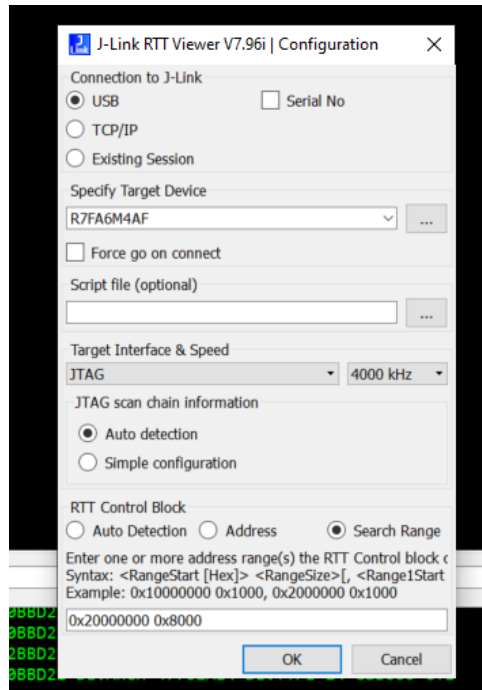 J-Link RTT Viewer V7.96i | Configuration
Connection to J-Link
USB Serial No
TCP/IP
Existing Session
Specify Target Device
R7FA6M4AF ...
Force go on connect
Script file (optional)
...
Target Interface & Speed
JTAG 4000 kHz
JTAG scan chain information
Auto detection
Simple configuration
RTT Control Block
Auto Detection Address Search Range
Enter one or more address range(s) the RTT Control block
Syntax: <RangeStart [Hex]> <RangeSize>[, <Range1Start
Example: 0x10000000 0x1000, 0x2000000 0x1000
0x20000000 0x8000
OK Cancel